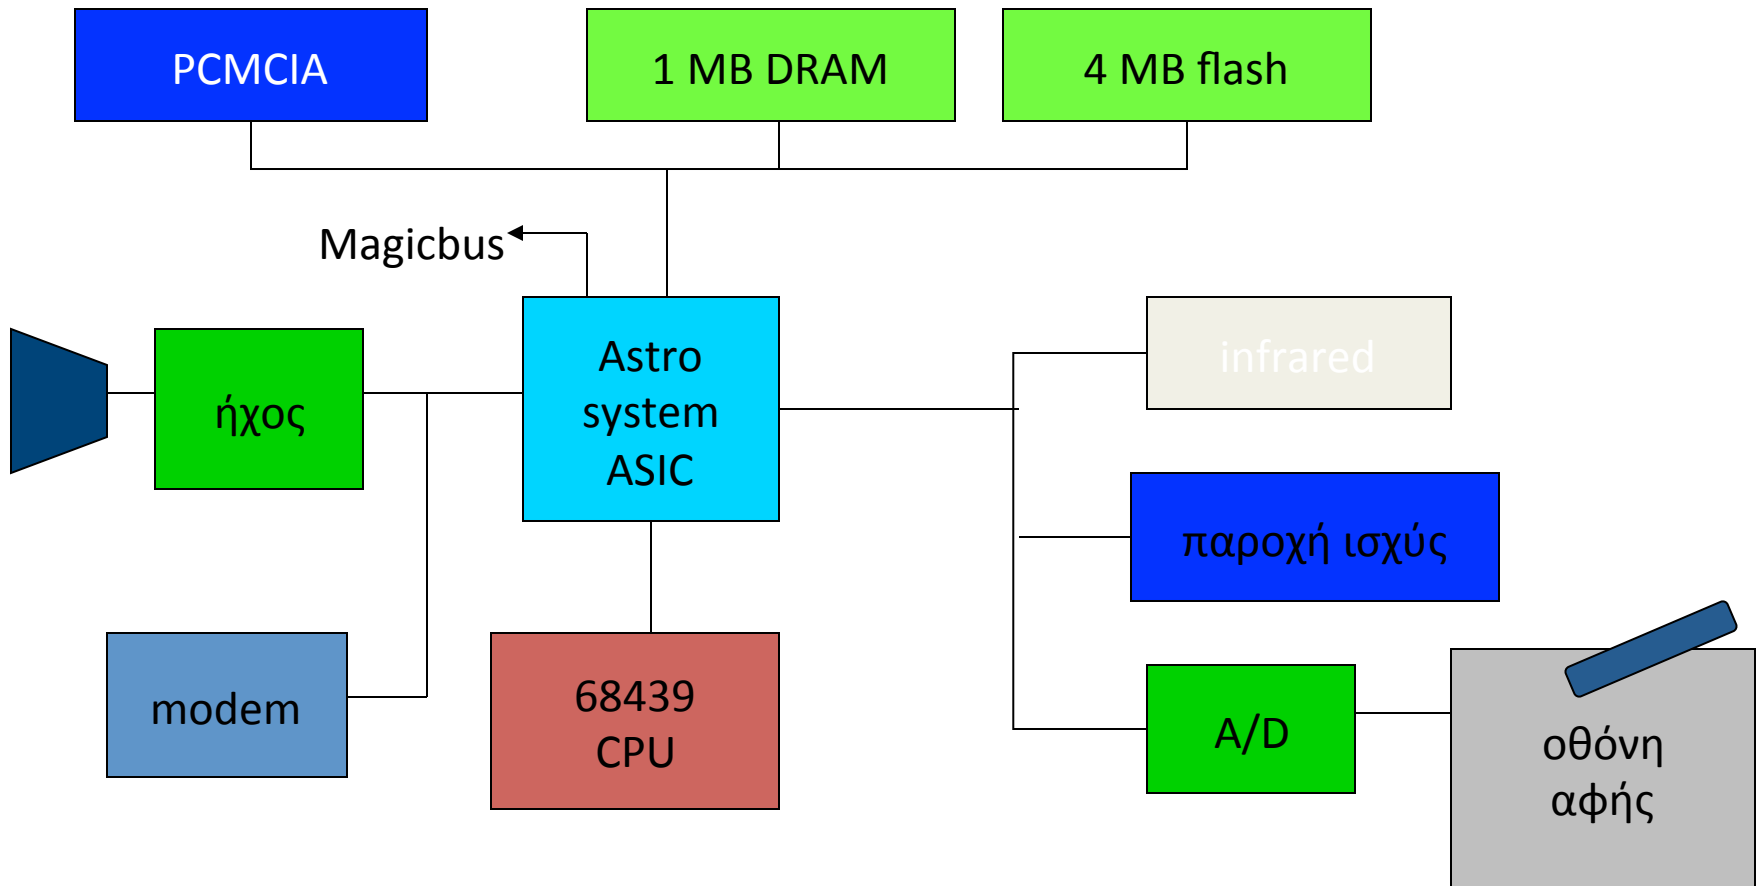 PCMCIA
1 MB DRAM
4 MB flash
Magicbus
Astro
system
ASIC
infrared
ήχος
παροχή ισχύς
modem
68439
CPU
A/D
οθόνη
αφής